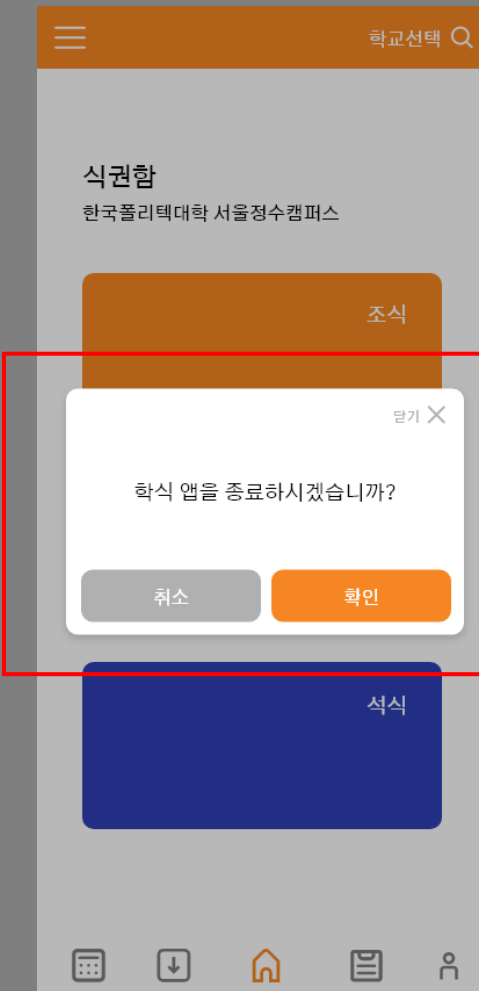 학교선택
식권함
한국폴리텍대학 서울정수캠퍼스
조식
닫기
학식 앱을 종료하시겠습니까?
취소 확인
석식